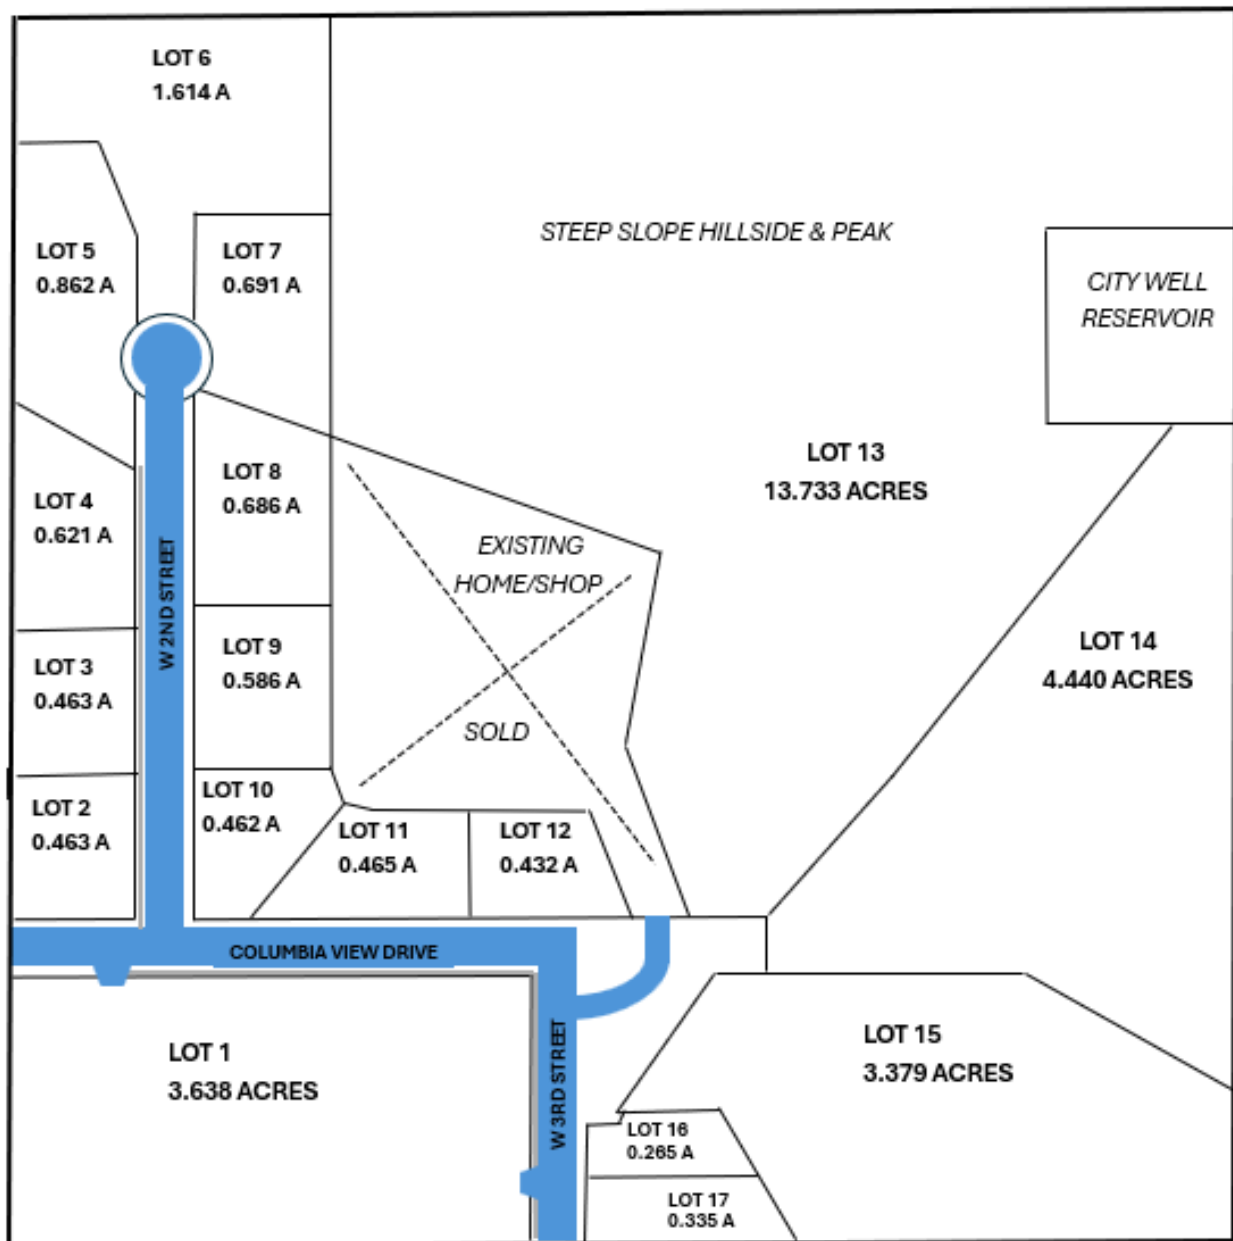 LOT 6
1.614 A
STEEP SLOPE HILLSIDE & PEAK
LOT 5
0.862 A
LOT 7
0.691 A
CITY WELL
RESERVOIR
LOT 13
13.733 ACRES
LOT 8
0.686 A
LOT 4
0.621 A
EXISTING
HOME/SHOP
W 2ND STREET
LOT 14
4.440 ACRES
LOT 9
0.586 A
LOT 3
0.463 A
SOLD
LOT 10
0.462 A
LOT 2
0.463 A
LOT 11
0.465 A
LOT 12
0.432 A
COLUMBIA VIEW DRIVE
LOT 1
3.638 ACRES
W 3RD STREET
LOT 15
3.379 ACRES
LOT 16
0.265 A
LOT 17
0.335 A